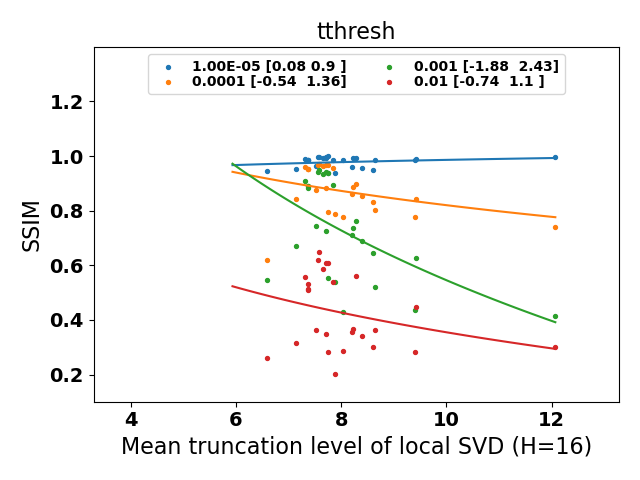 tthresh
1.00E-05 [0.08 0.9 ]
0.0001 [-0.54  1.36]
0.001 [-1.88  2.43]
0.01 [-0.74  1.1 ]
SSIM
1.2
1.0
0.8
0.6
0.4
0.2
4 6 8 10 12
Mean truncation level of local SVD (H=16)